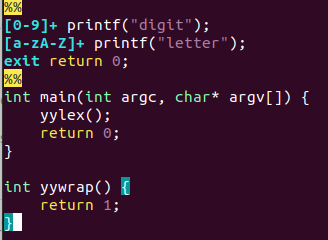 %%
[0-9]+ printf("digit");
[a-zA-Z]+ printf("letter");
exit return 0;
%%
int main(int argc, char* argv[]) {
    yylex();
    return 0;
}

int yywrap() {
    return 1;
}